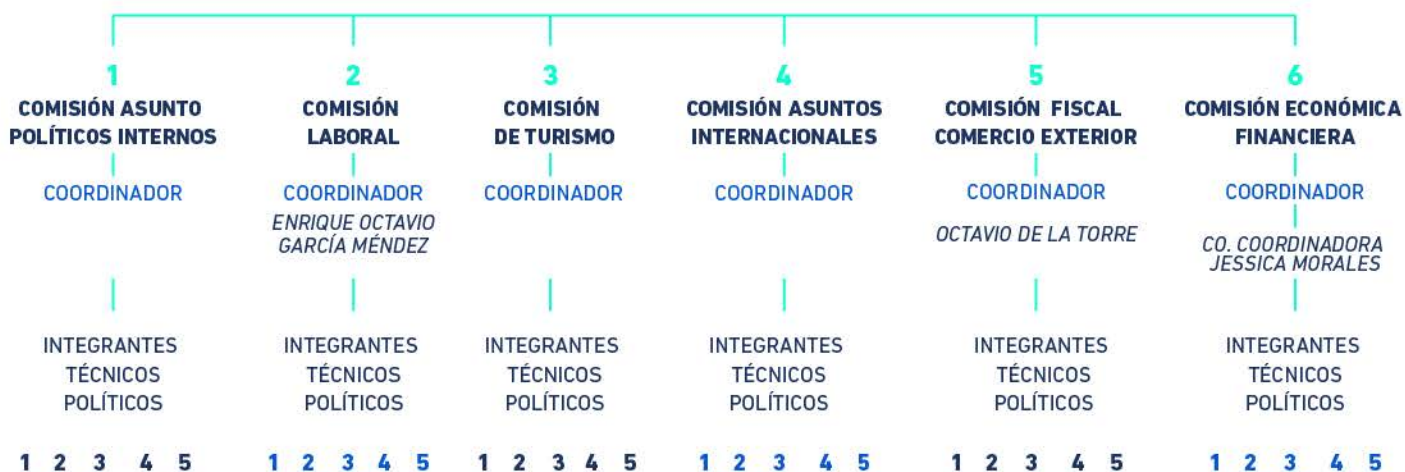 1
COMISIÓN ASUNTO
POLÍTICOS INTERNOS
COORDINADOR
INTEGRANTES
TÉCNICOS
POLÍTICOS
1 2 3 4 5
2
COMISIÓN
LABORAL
COORDINADOR
ENRIQUE OCTAVIO
GARCÍA MÉNDEZ
INTEGRANTES
TÉCNICOS
POLÍTICOS
1 2 3 4 5
3
COMISIÓN
DE TURISMO
COORDINADOR
INTEGRANTES
TÉCNICOS
POLÍTICOS
1 2 3 4 5
4
COMISIÓN ASUNTOS
INTERNACIONALES
COORDINADOR
INTEGRANTES
TÉCNICOS
POLÍTICOS
1 2 3 4 5
5
COMISIÓN FISCAL
COMERCIO EXTERIOR
COORDINADOR
OCTAVIO DE LA TORRE
INTEGRANTES
TÉCNICOS
POLÍTICOS
1 2 3 4 5
6
COMISIÓN ECONÓMICA
FINANCIERA
COORDINADOR
CO. COORDINADORA
JESSICA MORALES
INTEGRANTES
TÉCNICOS
POLÍTICOS
1 2 3 4 5